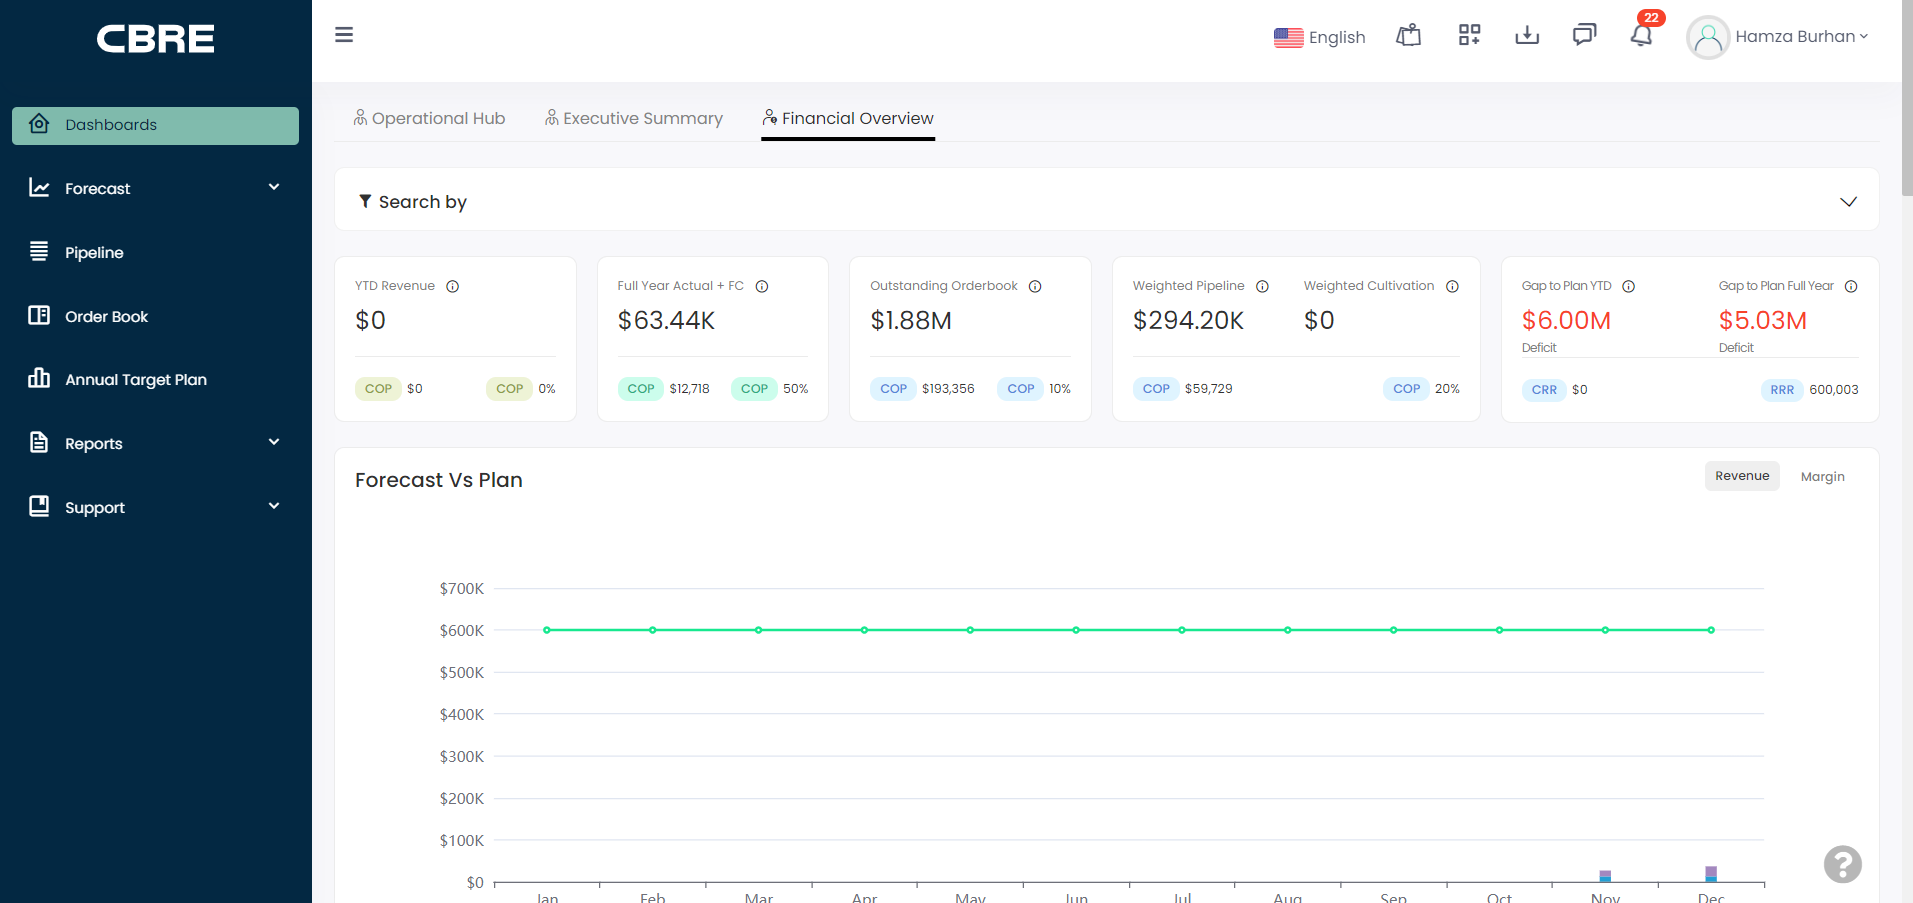 CBRE
English
22
Hamza Burhan
Dashboards
Forecast
Pipeline
Order Book
Annual Target Plan
Reports
Support
Operational Hub
Executive Summary
Financial Overview
Search by
YTD Revenue
$0
COP $0
COP 0%
Full Year Actual + FC
$63.44K
COP $12,718
COP 50%
Outstanding Orderbook
$1.88M
COP $193,356
COP 10%
Weighted Pipeline
$294.20K
Weighted Cultivation
$0
COP $59,729
COP 20%
Gap to Plan YTD
$6.00M
Deficit
Gap to Plan Full Year
$5.03M
Deficit
CRR $0
RRR 600,003
Forecast Vs Plan
Revenue
Margin
$700K
$600K
$500K
$400K
$300K
$200K
$100K
$0
Jan Feb Mar Apr May Jun Jul Aug Sep Oct Nov Dec
?